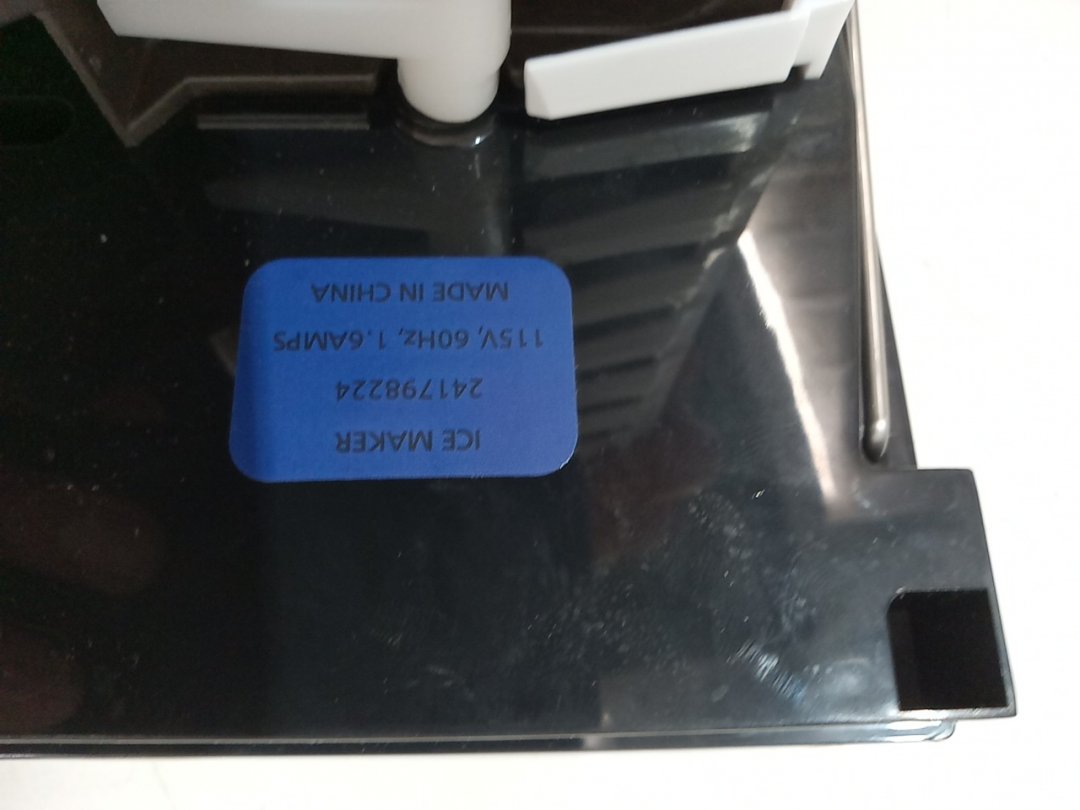 ICE MAKER
241798224
115V, 60Hz, 1.6AMPS
MADE IN CHINA